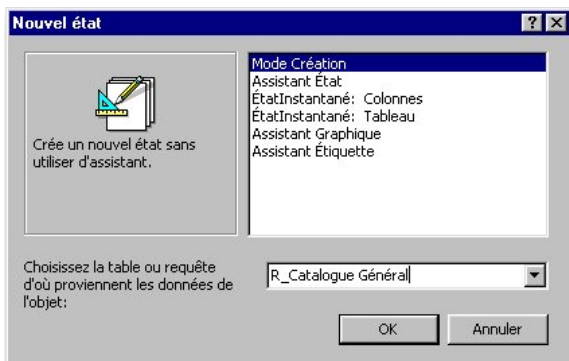 Nouvel état
Mode Création
Assistant État
ÉtatInstantané: Colonnes
ÉtatInstantané: Tableau
Assistant Graphique
Assistant Étiquette
Crée un nouvel état sans
utiliser d'assistant.
Choisissez la table ou requête
d'où proviennent les données de
l'objet:
R_Catalogue Général
OK
Annuler